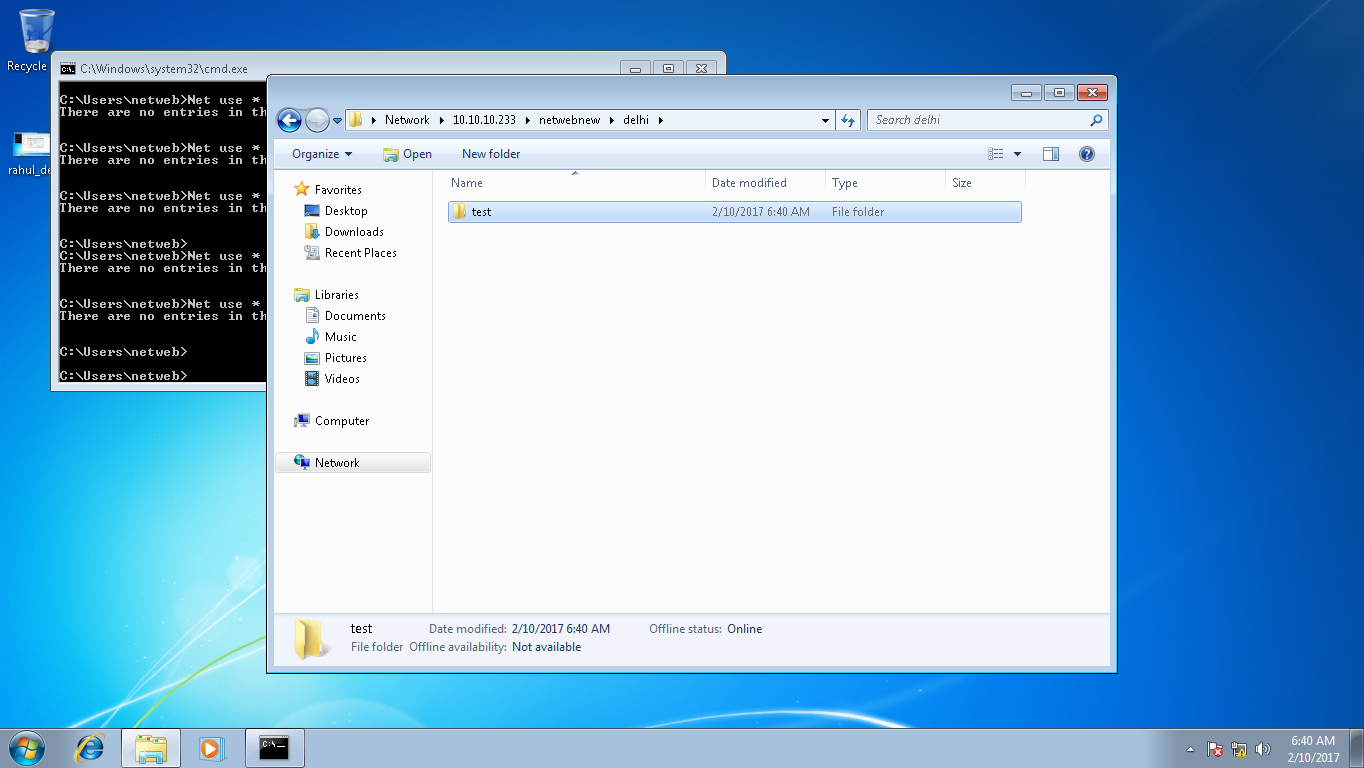 Recycle
rahul_de
C:\Windows\system32\cmd.exe
C:\Users\netweb>Net use *
There are no entries in th
C:\Users\netweb>Net use *
There are no entries in th
C:\Users\netweb>Net use *
There are no entries in th
C:\Users\netweb>
C:\Users\netweb>Net use *
There are no entries in th
C:\Users\netweb>Net use *
There are no entries in th
C:\Users\netweb>
C:\Users\netweb>
Network 10.10.10.233 netwebnew delhi
Search delhi
Organize Open New folder
Favorites
Desktop
Downloads
Recent Places
Libraries
Documents
Music
Pictures
Videos
Computer
Network
Name Date modified Type Size
test 2/10/2017 6:40 AM File folder
test Date modified: 2/10/2017 6:40 AM Offline status: Online
File folder Offline availability: Not available
C:\_
6:40 AM
2/10/2017